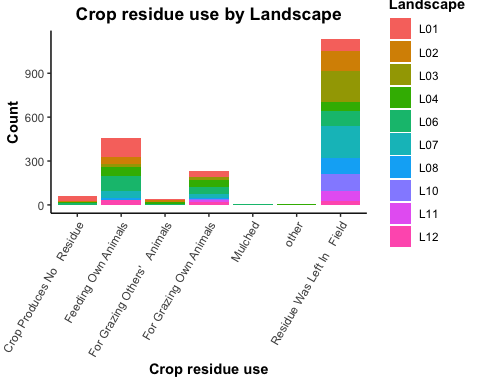 Crop residue use by Landscape
Count
900
600
300
0
Crop Produces No Residue
Feeding Own Animals
For Grazing Others' Animals
For Grazing Own Animals
Mulched
other
Residue Was Left In Field
Crop residue use
Landscape
L01
L02
L03
L04
L06
L07
L08
L10
L11
L12